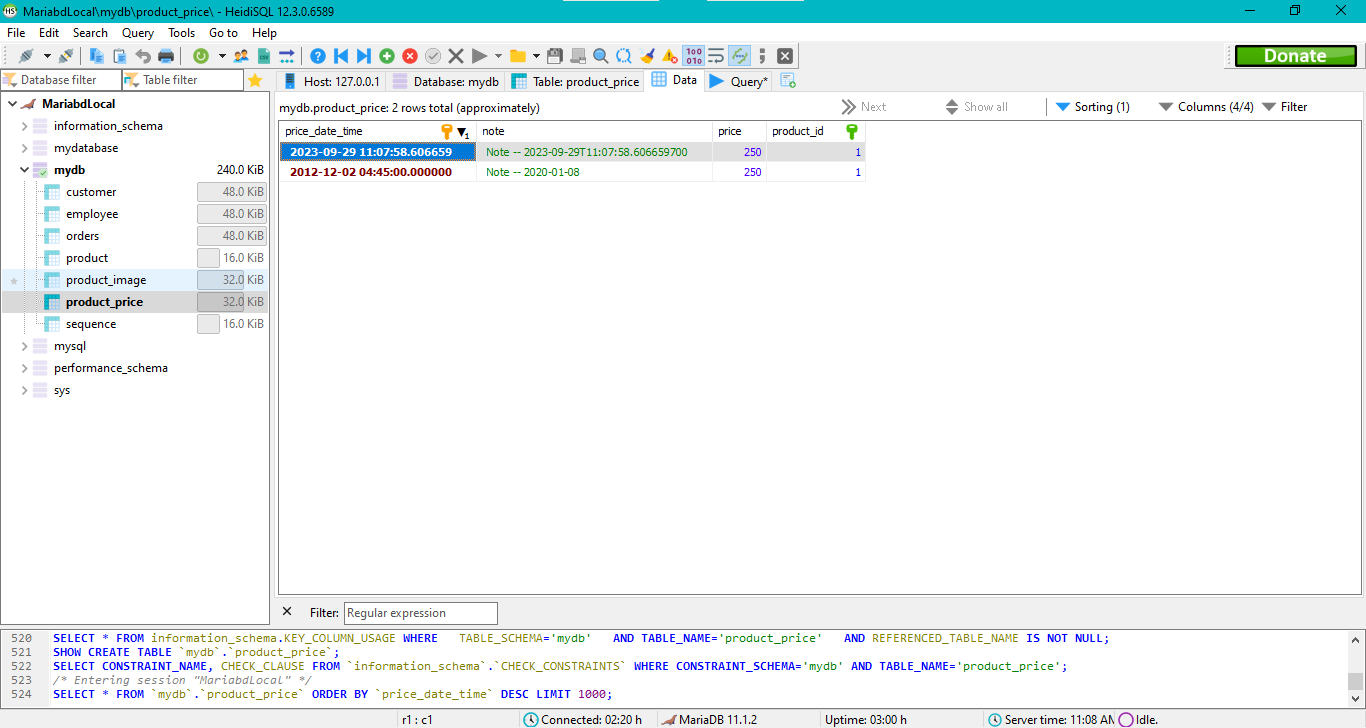 MariabdLocal\mydb\product_price\ - HeidiSQL 12.3.0.6589
File Edit Search Query Tools Go to Help
Donate
Database filter Table filter
Host: 127.0.0.1 Database: mydb Table: product_price Data Query*
MariabdLocal
information_schema
mydatabase
mydb 240.0 KiB
customer 48.0 KiB
employee 48.0 KiB
orders 48.0 KiB
product 16.0 KiB
product_image 32.0 KiB
product_price 32.0 KiB
sequence 16.0 KiB
mysql
performance_schema
sys
mydb.product_price: 2 rows total (approximately) Next Show all Sorting (1) Columns (4/4) Filter
price_date_time 1 note price product_id
2023-09-29 11:07:58.606659 Note -- 2023-09-29T11:07:58.606659700 250 1
2012-12-02 04:45:00.000000 Note -- 2020-01-08 250 1
Filter: Regular expression
520 SELECT * FROM information_schema.KEY_COLUMN_USAGE WHERE TABLE_SCHEMA='mydb' AND TABLE_NAME='product_price' AND REFERENCED_TABLE_NAME IS NOT NULL;
521 SHOW CREATE TABLE `mydb`.`product_price`;
522 SELECT CONSTRAINT_NAME, CHECK_CLAUSE FROM `information_schema`.`CHECK_CONSTRAINTS` WHERE CONSTRAINT_SCHEMA='mydb' AND TABLE_NAME='product_price';
523 /* Entering session "MariabdLocal" */
524 SELECT * FROM `mydb`.`product_price` ORDER BY `price_date_time` DESC LIMIT 1000;
r1 : c1 Connected: 02:20 h MariaDB 11.1.2 Uptime: 03:00 h Server time: 11:08 AM Idle.